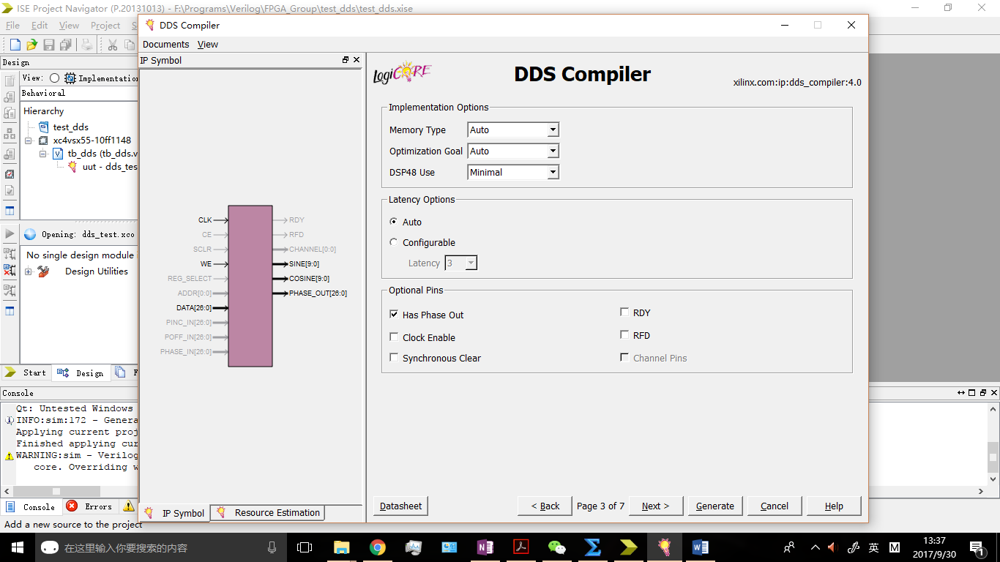 ISE Project Navigator (P.20131013) - F:\Programs\Verilog\FPGA_Group\test_dds\test_dds.xise
File Edit View Project
DDS Compiler
Documents View
Design
View: Implementation
Behavioral
Hierarchy
test_dds
xc4vsx55-10ff1148
tb_dds (tb_dds.v
uut - dds_tes
Opening: dds_test.xco
No single design module
Design Utilities
Start Design
IP Symbol
CLK
CE
SCLR
WE
REG_SELECT
ADDR[0:0]
DATA[26:0]
PINC_IN[26:0]
POFF_IN[26:0]
PHASE_IN[26:0]
RDY
RFD
CHANNEL[0:0]
SINE[9:0]
COSINE[9:0]
PHASE_OUT[26:0]
IP Symbol Resource Estimation
LogiCORE
DDS Compiler
xilinx.com:ip:dds_compiler:4.0
Implementation Options
Memory Type Auto
Optimization Goal Auto
DSP48 Use Minimal
Latency Options
Auto
Configurable
Latency 3
Optional Pins
Has Phase Out RDY
Clock Enable RFD
Synchronous Clear Channel Pins
Datasheet < Back Page 3 of 7 Next > Generate Cancel Help
Console
Qt: Untested Windows
INFO:sim:172 - Genera
Applying current proj
Finished applying cur
WARNING:sim - Verilog
core. Overriding w
Console Errors
Add a new source to the project
在这里输入你要搜索的内容
英 M
13:37
2017/9/30
1